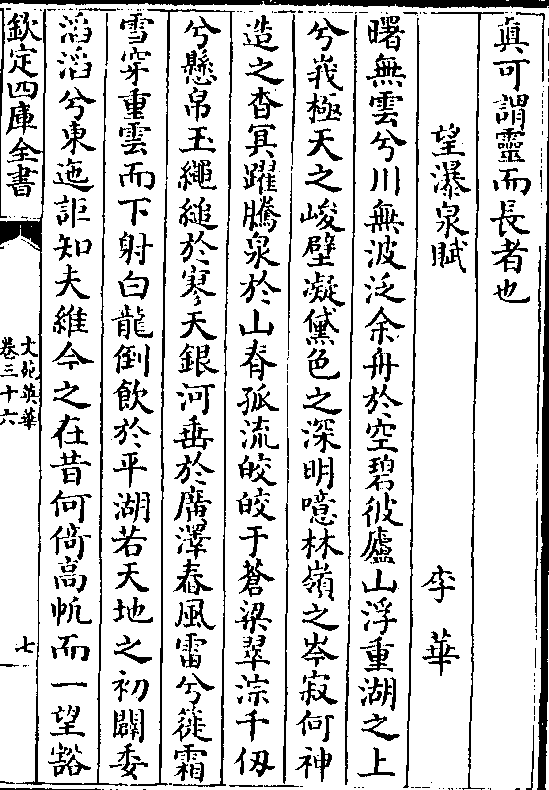 真可謂靈而長者也
望瀑泉賦 李華
曙無雲兮川無波泛余舟於空碧彼廬山浮重湖之上
兮峩極天之峻壁凝黛色之深明噫林嶺之岑寂何神
造之杳冥躍騰泉於山脊孤流皎皎于蒼梁翠淙千仭
兮懸帛玉繩縋於寥天銀河垂於廣澤舂風雷兮簁霜
雪穿重雲而下射白龍倒飲於平湖若天地之初闢委
滔滔兮東迤詎知夫維今之在昔何倚高帆而一望豁
欽定四庫全書
文苑英華
卷三十六
七